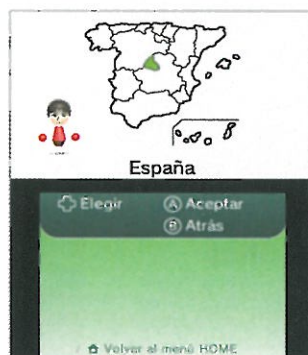 España
Elegir
Ⓐ Aceptar
Ⓑ Atrás
Volver al menú HOME